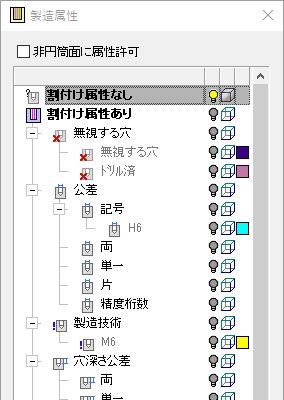 製造属性
非円筒面に属性許可
割付け属性なし
割付け属性あり
無視する穴
無視する穴
ドリル済
公差
記号
H6
両
単一
片
精度桁数
製造技術
M6
穴深さ公差
両
単一